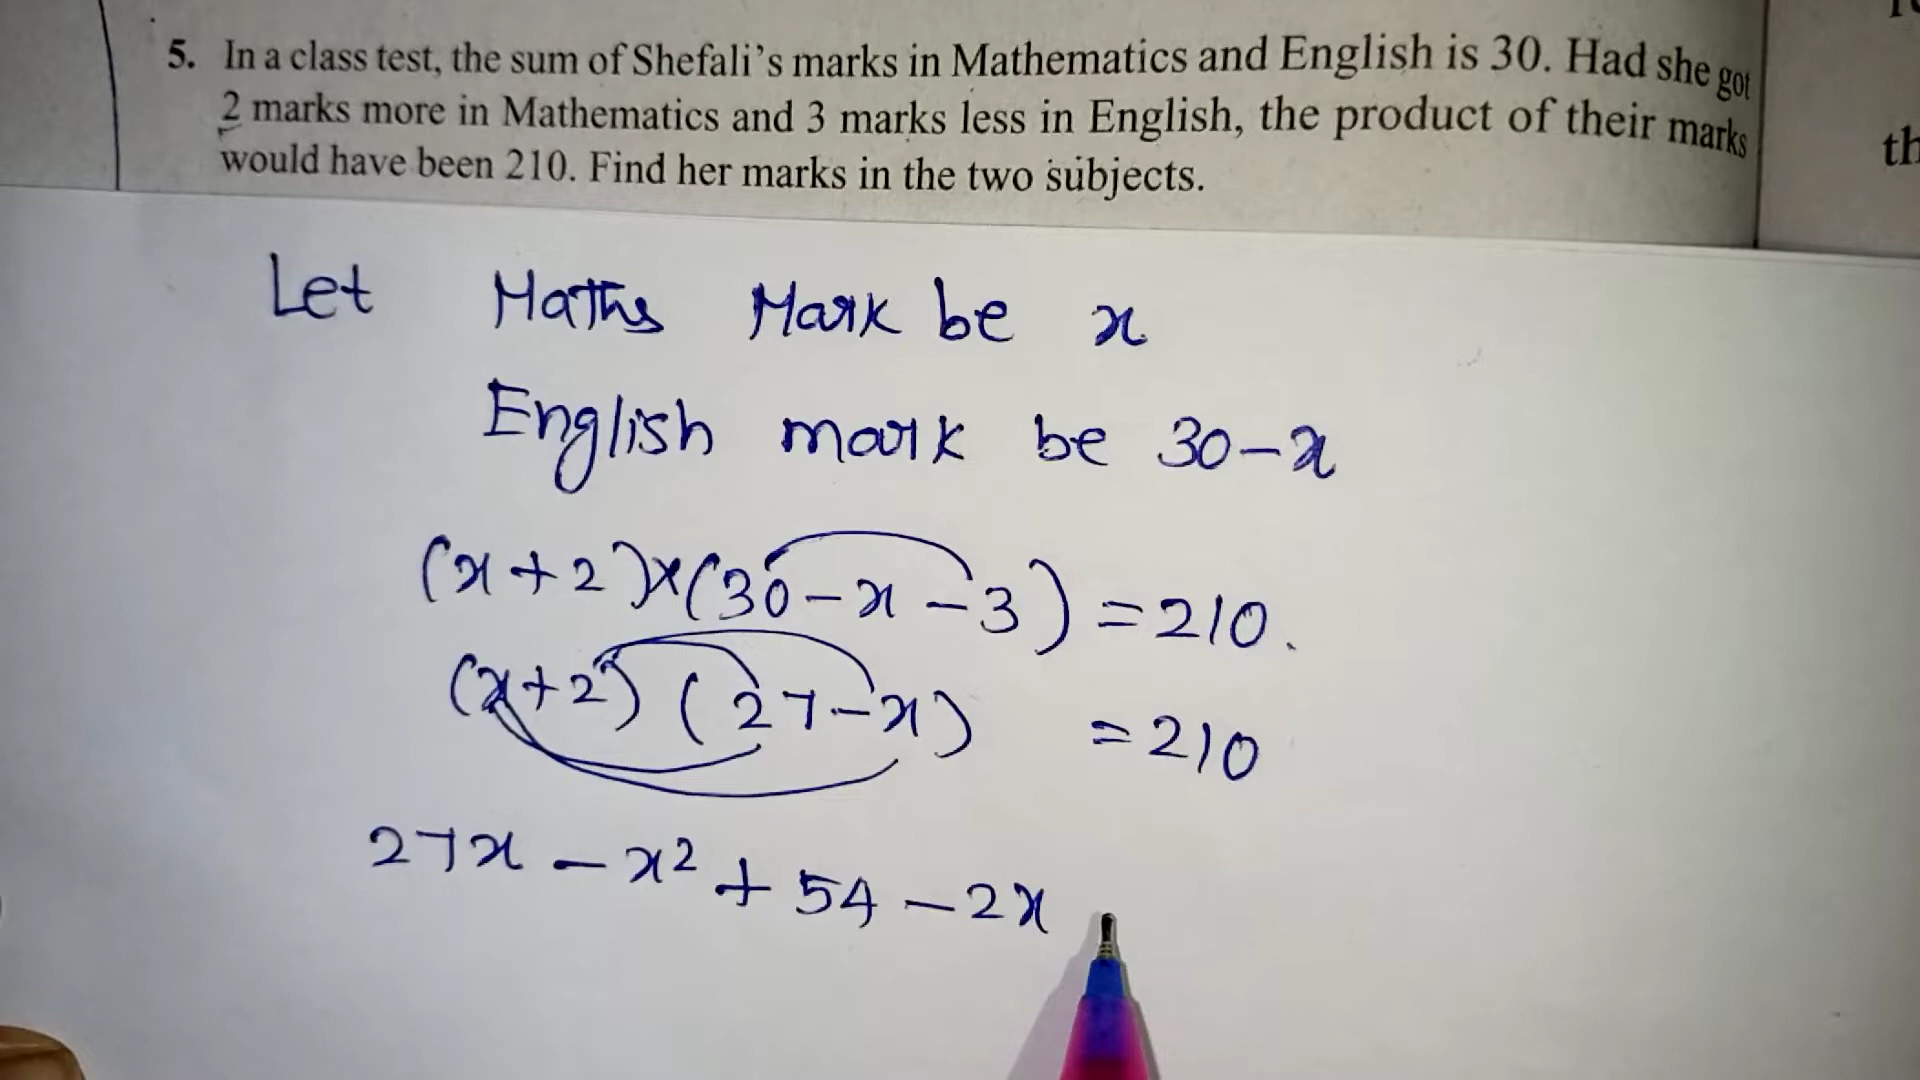 5. In a class test, the sum of Shefali's marks in Mathematics and English is 30. Had she got
2 marks more in Mathematics and 3 marks less in English, the product of their marks
would have been 210. Find her marks in the two subjects.
th
Let Maths Mark be x
English mark be 30-x
(x+2)×(30-x-3) = 210.
(x+2) (27-x) = 210
27x - x² + 54 - 2x